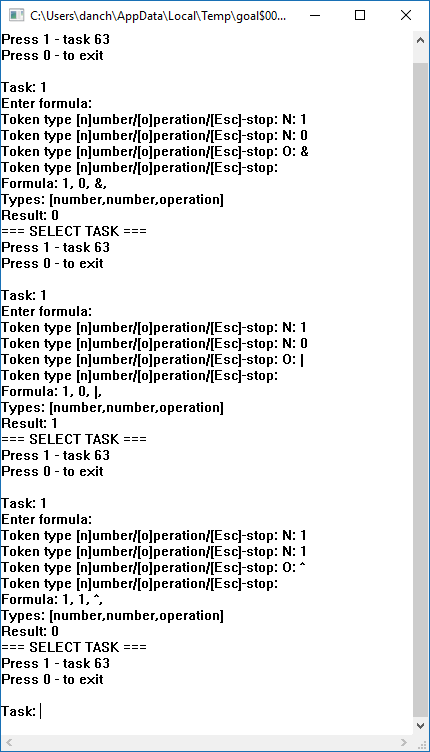 C:\Users\danch\AppData\Local\Temp\goal$00...
Press 1 - task 63
Press 0 - to exit
Task: 1
Enter formula:
Token type [n]umber/[o]peration/[Esc]-stop: N: 1
Token type [n]umber/[o]peration/[Esc]-stop: N: 0
Token type [n]umber/[o]peration/[Esc]-stop: O: &
Token type [n]umber/[o]peration/[Esc]-stop:
Formula: 1, 0, &,
Types: [number,number,operation]
Result: 0
=== SELECT TASK ===
Press 1 - task 63
Press 0 - to exit
Task: 1
Enter formula:
Token type [n]umber/[o]peration/[Esc]-stop: N: 1
Token type [n]umber/[o]peration/[Esc]-stop: N: 0
Token type [n]umber/[o]peration/[Esc]-stop: O: |
Token type [n]umber/[o]peration/[Esc]-stop:
Formula: 1, 0, |,
Types: [number,number,operation]
Result: 1
=== SELECT TASK ===
Press 1 - task 63
Press 0 - to exit
Task: 1
Enter formula:
Token type [n]umber/[o]peration/[Esc]-stop: N: 1
Token type [n]umber/[o]peration/[Esc]-stop: N: 1
Token type [n]umber/[o]peration/[Esc]-stop: O: ^
Token type [n]umber/[o]peration/[Esc]-stop:
Formula: 1, 1, ^,
Types: [number,number,operation]
Result: 0
=== SELECT TASK ===
Press 1 - task 63
Press 0 - to exit
Task: